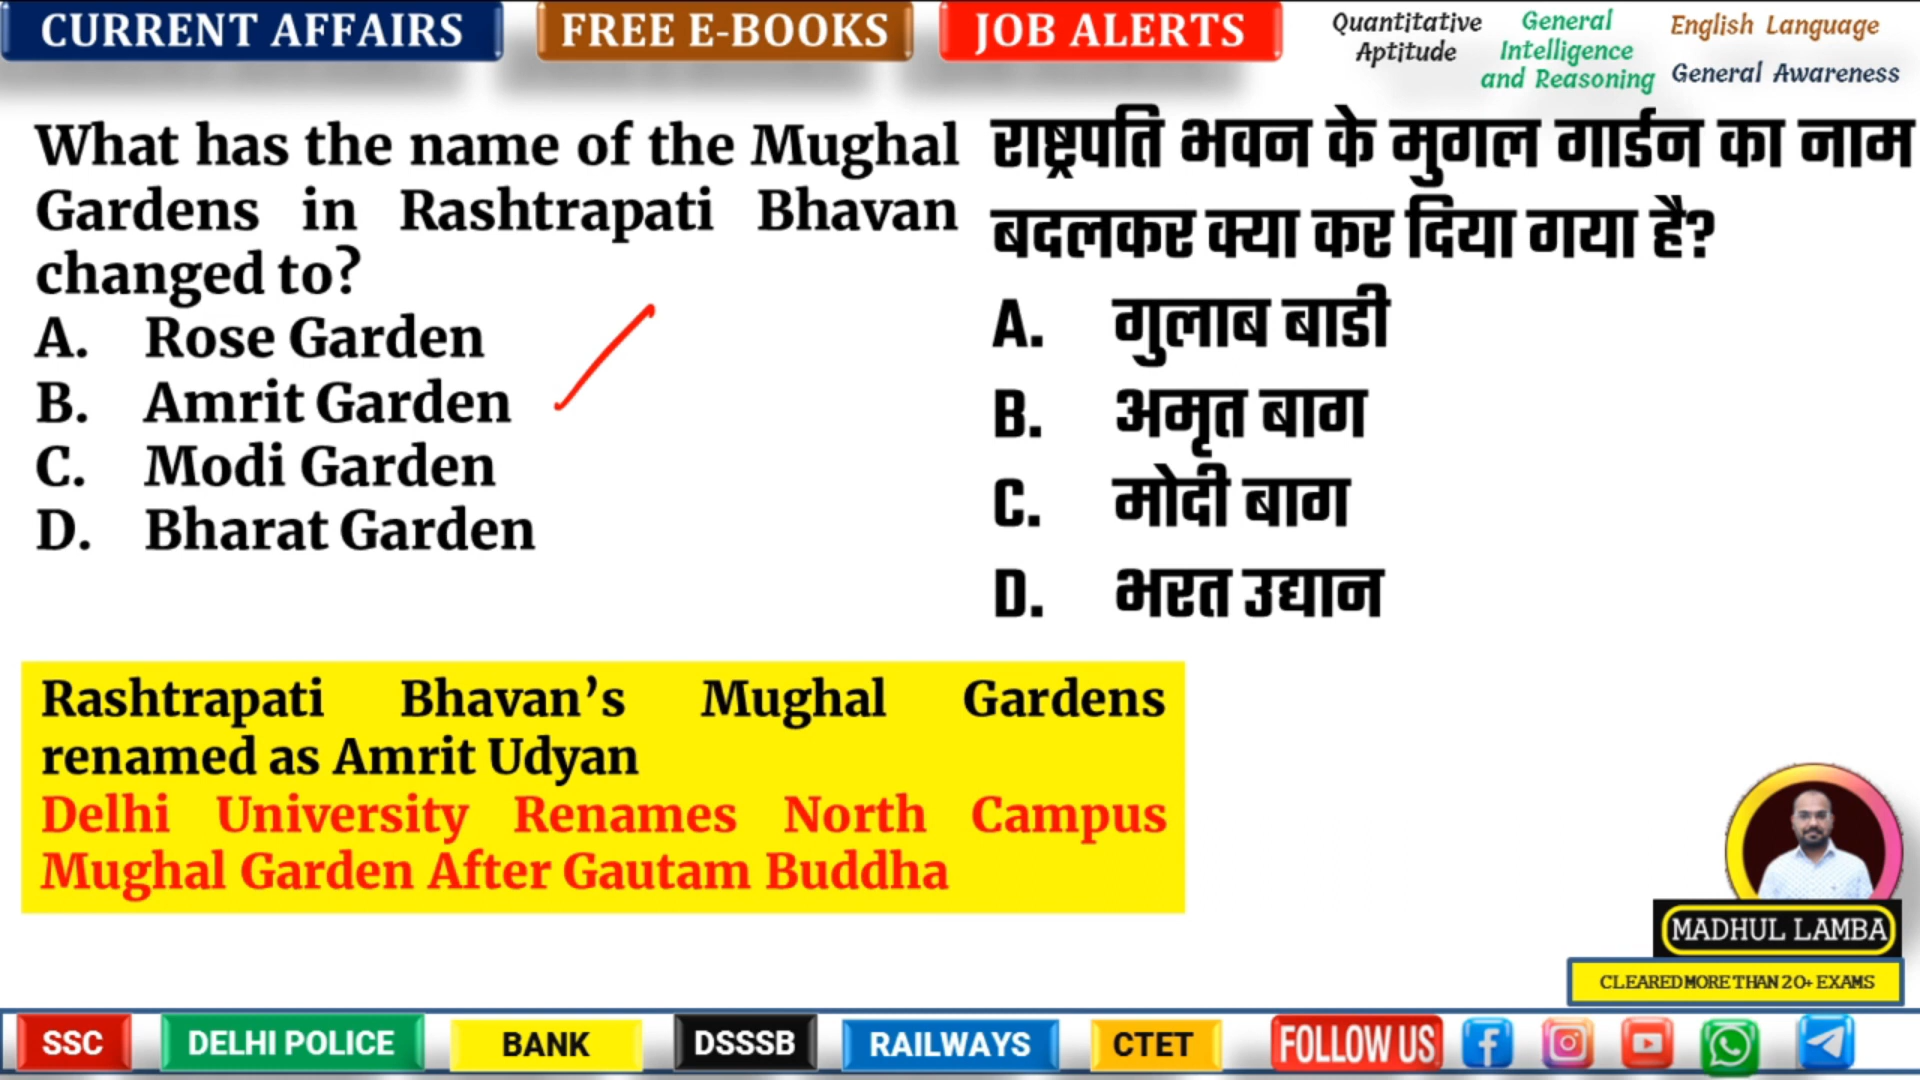 CURRENT AFFAIRS
FREE E-BOOKS
JOB ALERTS
Quantitative
Aptitude
General
Intelligence
and Reasoning
English Language
General Awareness
What has the name of the Mughal
Gardens in Rashtrapati Bhavan
changed to?
A. Rose Garden
B. Amrit Garden
C. Modi Garden
D. Bharat Garden
राष्ट्रपति भवन के मुगल गार्डन का नाम
बदलकर क्या कर दिया गया है?
A. गुलाब बाडी
B. अमृत बाग
C. मोदी बाग
D. भरत उद्यान
Rashtrapati Bhavan’s Mughal Gardens
renamed as Amrit Udyan
Delhi University Renames North Campus
Mughal Garden After Gautam Buddha
MADHUL LAMBA
CLEARED MORE THAN 20+ EXAMS
SSC
DELHI POLICE
BANK
DSSSB
RAILWAYS
CTET
FOLLOW US